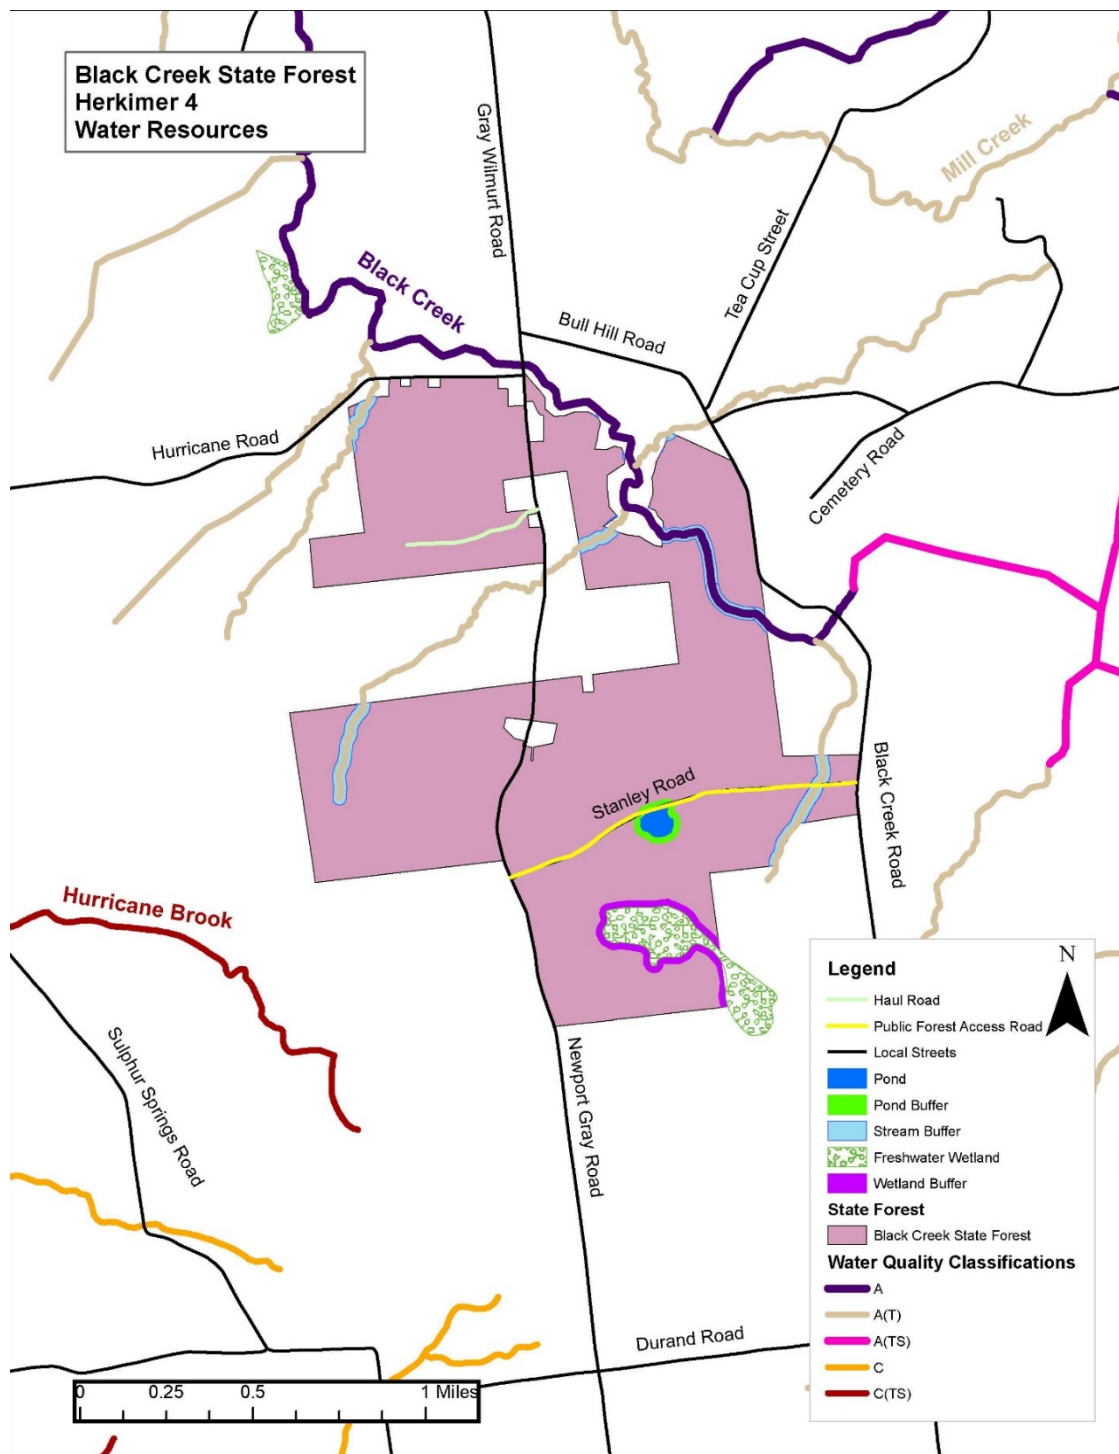 Black Creek State Forest
Herkimer 4
Water Resources
Gray Wilmurt Road
Mill Creek
Tea Cup Street
Black Creek
Bull Hill Road
Hurricane Road
Cemetery Road
Stanley Road
Black Creek Road
Hurricane Brook
Sulphur Springs Road
Newport Gray Road
Durand Road
N
Legend
Haul Road
Public Forest Access Road
Local Streets
Pond
Pond Buffer
Stream Buffer
Freshwater Wetland
Wetland Buffer
State Forest
Black Creek State Forest
Water Quality Classifications
A
A(T)
A(TS)
C
C(TS)
0 0.25 0.5 1 Miles